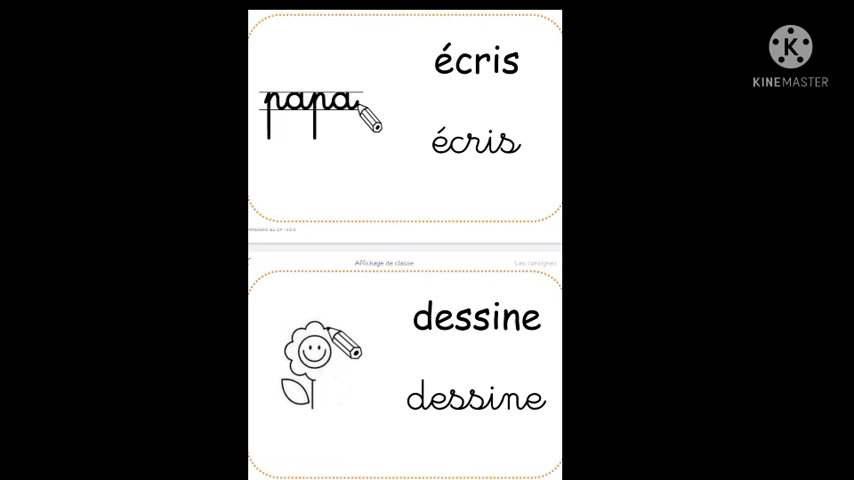 écris
papa
écris
Affichage de classe
Les consignes
dessine
dessine
K
KINEMASTER